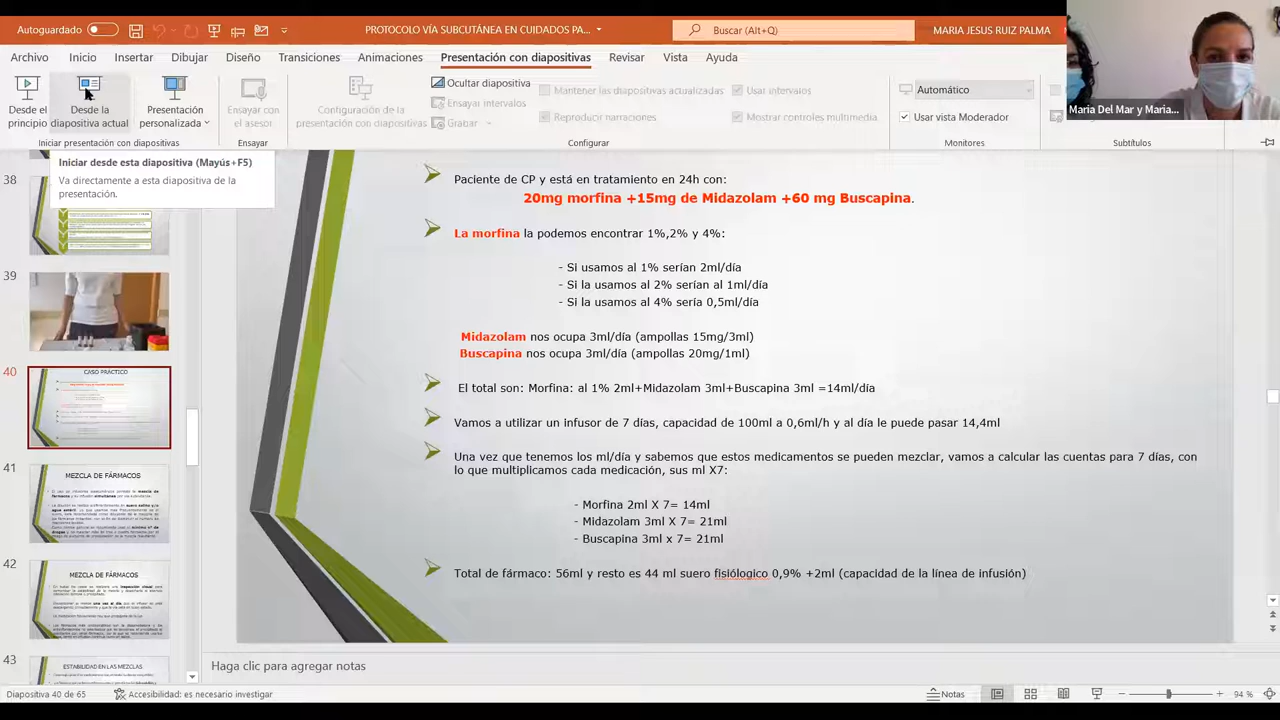 Autoguardado
PROTOCOLO VÍA SUBCUTÁNEA EN CUIDADOS PA...
Buscar (Alt+Q)
MARIA JESUS RUIZ PALMA
Archivo Inicio Insertar Dibujar Diseño Transiciones Animaciones Presentación con diapositivas Revisar Vista Ayuda
Desde el principio
Desde la diapositiva actual
Presentación personalizada
Ensayar con el asesor
Configuración de la presentación con diapositivas
Ocultar diapositiva
Ensayar intervalos
Grabar
Mantener las diapositivas actualizadas
Reproducir narraciones
Usar intervalos
Mostrar controles multimedia
Automático
Usar vista Moderador
Maria Del Mar y Maria...
Iniciar presentación con diapositivas
Ensayar
Configurar
Monitores
Subtítulos
Iniciar desde esta diapositiva (Mayús+F5)
Va directamente a esta diapositiva de la
presentación.
38
39
40
CASO PRÁCTICO
41
MEZCLA DE FÁRMACOS
42
MEZCLA DE FÁRMACOS
43
ESTABILIDAD EN LAS MEZCLAS
Paciente de CP y está en tratamiento en 24h con:
20mg morfina +15mg de Midazolam +60 mg Buscapina.
La morfina la podemos encontrar 1%,2% y 4%:
- Si usamos al 1% serían 2ml/día
- Si la usamos al 2% serían al 1ml/día
- Si la usamos al 4% sería 0,5ml/día
Midazolam nos ocupa 3ml/día (ampollas 15mg/3ml)
Buscapina nos ocupa 3ml/día (ampollas 20mg/1ml)
El total son: Morfina: al 1% 2ml+Midazolam 3ml+Buscapina 3ml =14ml/día
Vamos a utilizar un infusor de 7 días, capacidad de 100ml a 0,6ml/h y al día le puede pasar 14,4ml
Una vez que tenemos los ml/día y sabemos que estos medicamentos se pueden mezclar, vamos a calcular las cuentas para 7 días, con
lo que multiplicamos cada medicación, sus ml X7:
- Morfina 2ml X 7= 14ml
- Midazolam 3ml X 7= 21ml
- Buscapina 3ml x 7= 21ml
Total de fármaco: 56ml y resto es 44 ml suero fisiólogico (capacidad de la línea de infusión)
Haga clic para agregar notas
Diapositiva 40 de 65
Accesibilidad: es necesario investigar
Notas
94 %